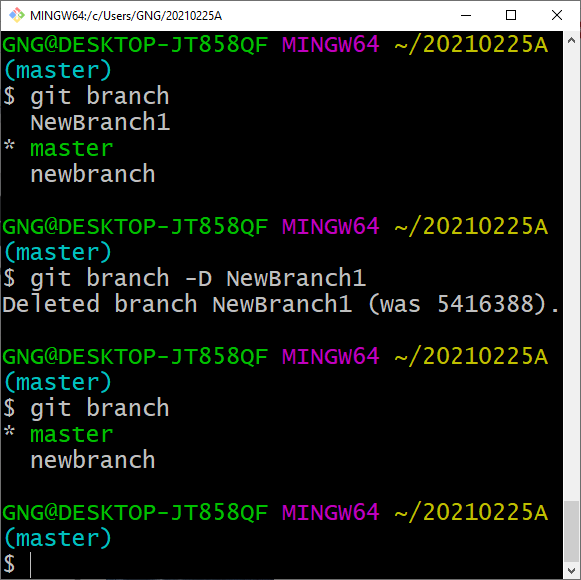 MINGW64:/c/Users/GNG/20210225A
GNG@DESKTOP-JT858QF MINGW64 ~/20210225A
(master)
$ git branch
  NewBranch1
* master
  newbranch

GNG@DESKTOP-JT858QF MINGW64 ~/20210225A
(master)
$ git branch -D NewBranch1
Deleted branch NewBranch1 (was 5416388).

GNG@DESKTOP-JT858QF MINGW64 ~/20210225A
(master)
$ git branch
* master
  newbranch

GNG@DESKTOP-JT858QF MINGW64 ~/20210225A
(master)
$